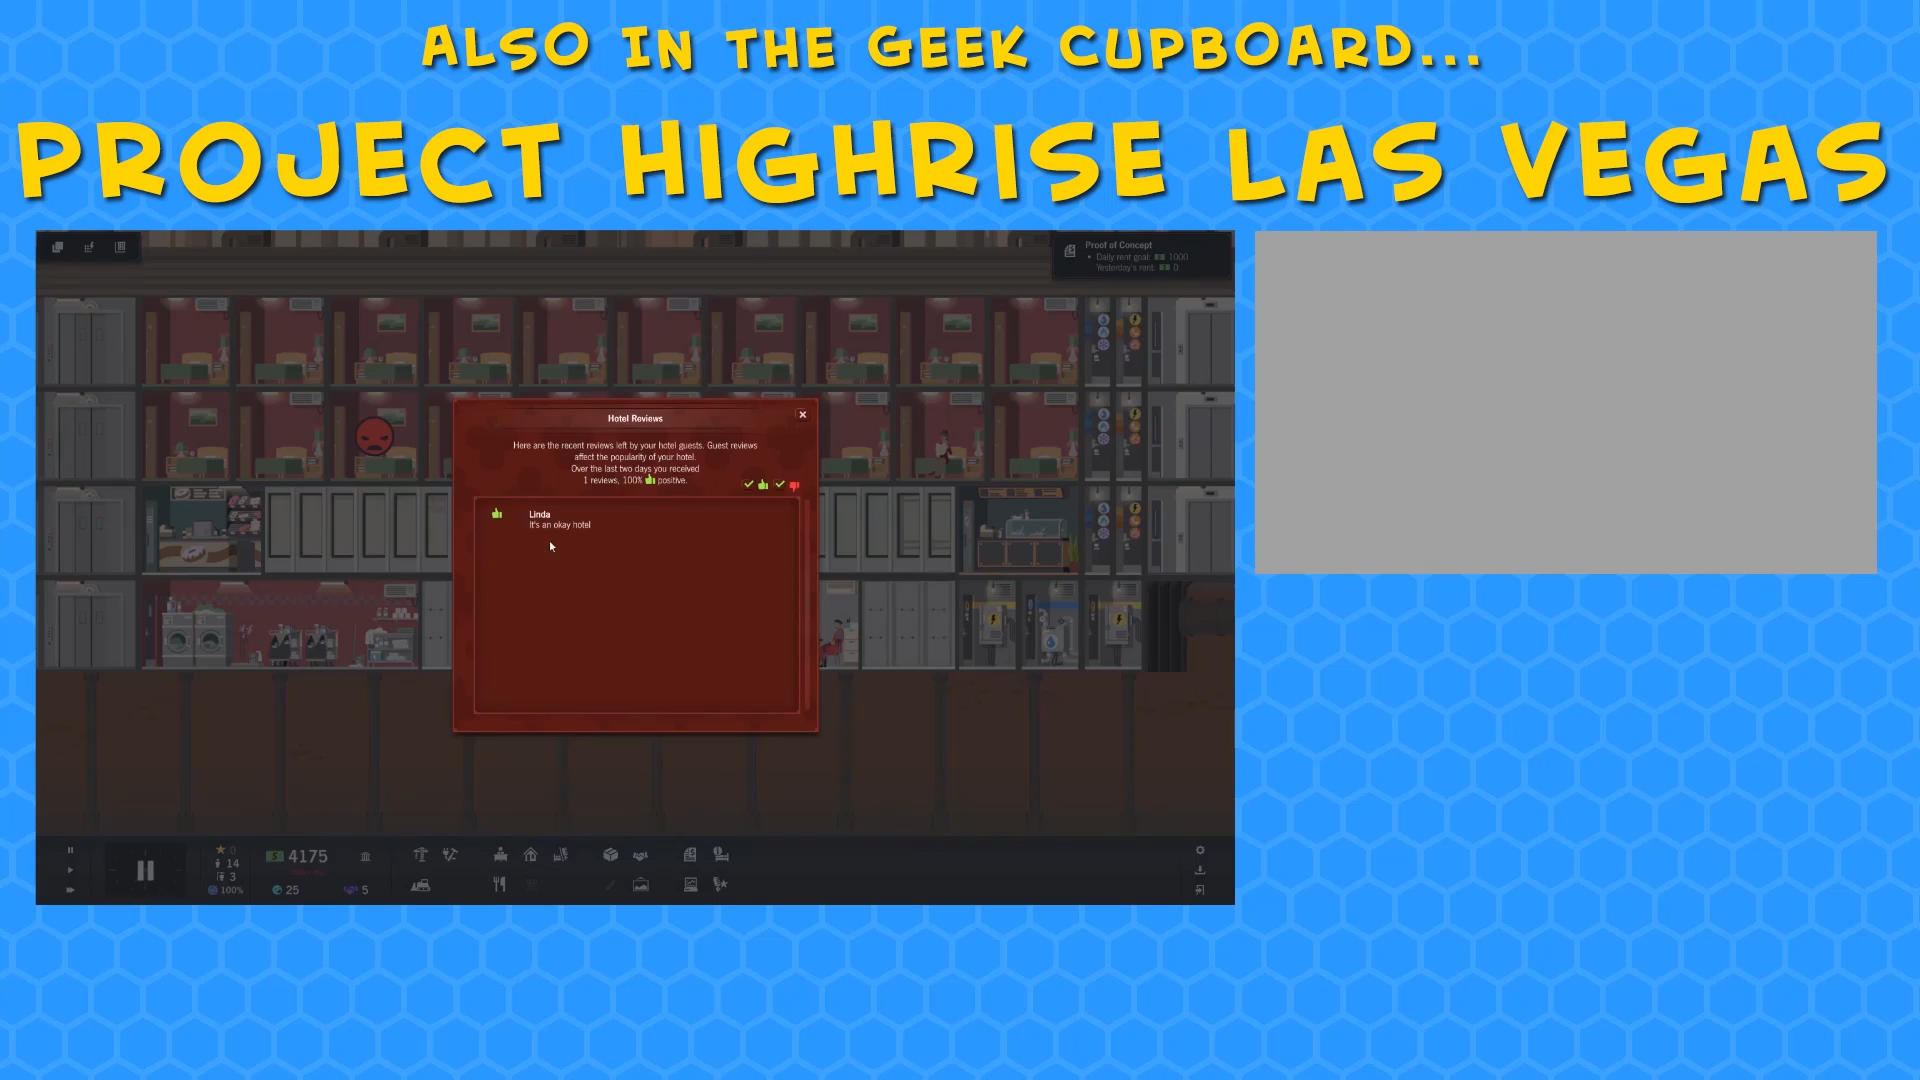 ALSO IN THE GEEK CUPBOARD...
PROJECT HIGHRISE LAS VEGAS
Proof of Concept
• Daily rent goal: 1000
Yesterday's rent: 0
Hotel Reviews
Here are the recent reviews left by your hotel guests. Guest reviews
affect the popularity of your hotel.
Over the last two days you received
1 reviews, 100% positive.
Linda
It's an okay hotel
0
14
3
100%
4175
25
5